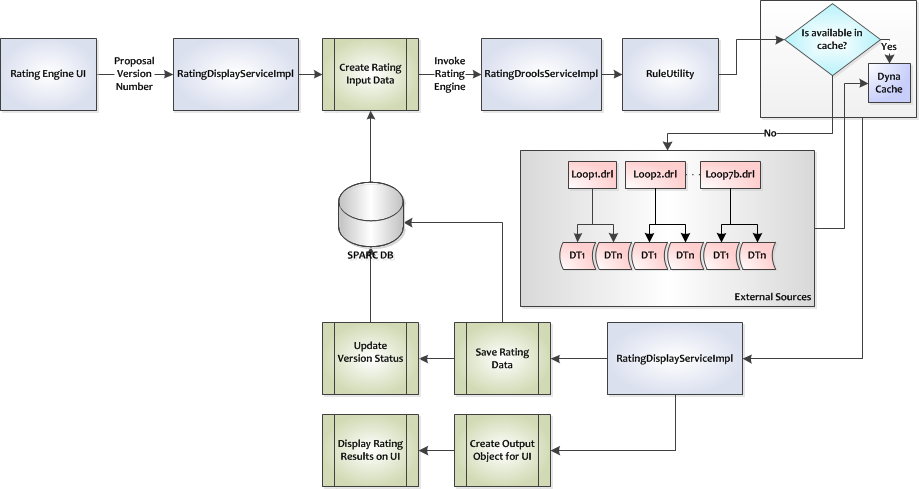 Is available in
cache?
Yes
Rating Engine UI
Proposal
Version
Number
RatingDisplayServiceImpl
Create Rating
Input Data
Invoke
Rating
Engine
RatingDroolsServiceImpl
RuleUtility
Dyna
Cache
No
Loop1.drl
Loop2.drl
. .
Loop7b.drl
DT1
DTn
DT1
DTn
DT1
DTn
External Sources
SPARC DB
Update
Version Status
Save Rating
Data
RatingDisplayServiceImpl
Display Rating
Results on UI
Create Output
Object for UI